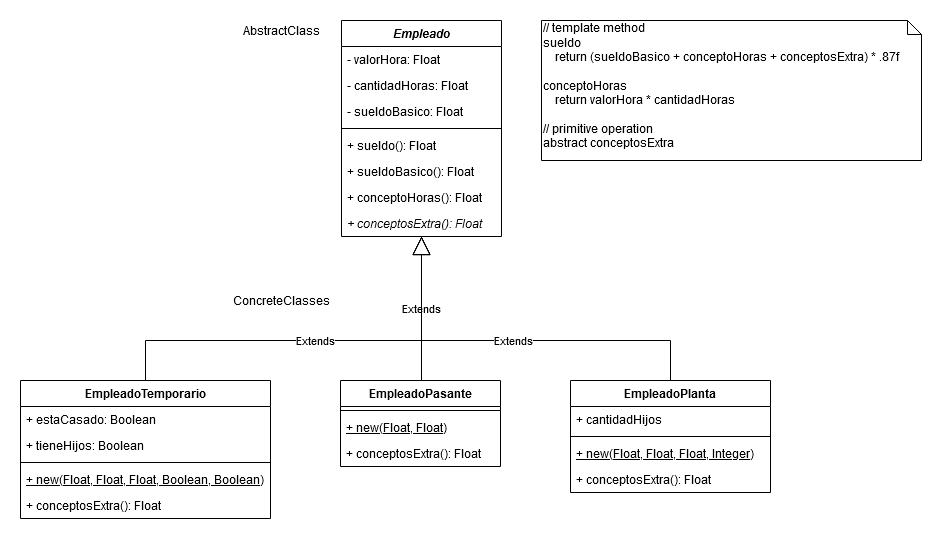 AbstractClass
Empleado
- valorHora: Float
- cantidadHoras: Float
- sueldoBasico: Float
+ sueldo(): Float
+ sueldoBasico(): Float
+ conceptoHoras(): Float
+ conceptosExtra(): Float
// template method
sueldo
return (sueldoBasico + conceptoHoras + conceptosExtra) * .87f
conceptoHoras
return valorHora * cantidadHoras
// primitive operation
abstract conceptosExtra
ConcreteClasses
Extends
Extends
Extends
EmpleadoTemporario
+ estaCasado: Boolean
+ tieneHijos: Boolean
+ new(Float, Float, Float, Boolean, Boolean)
+ conceptosExtra(): Float
EmpleadoPasante
+ new(Float, Float)
+ conceptosExtra(): Float
EmpleadoPlanta
+ cantidadHijos
+ new(Float, Float, Float, Integer)
+ conceptosExtra(): Float